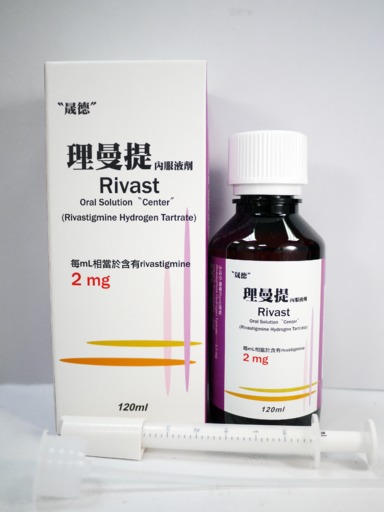 〝晟德〞
理曼提內服液劑
Rivast
Oral Solution〝Center〞
(Rivastigmine Hydrogen Tartrate)
每mL相當於含有rivastigmine
2 mg
120ml
〝晟德〞
理曼提內服液劑
Rivast
Oral Solution〝Center〞
(Rivastigmine Hydrogen Tartrate)
每mL相當於含有rivastigmine
2 mg
120ml